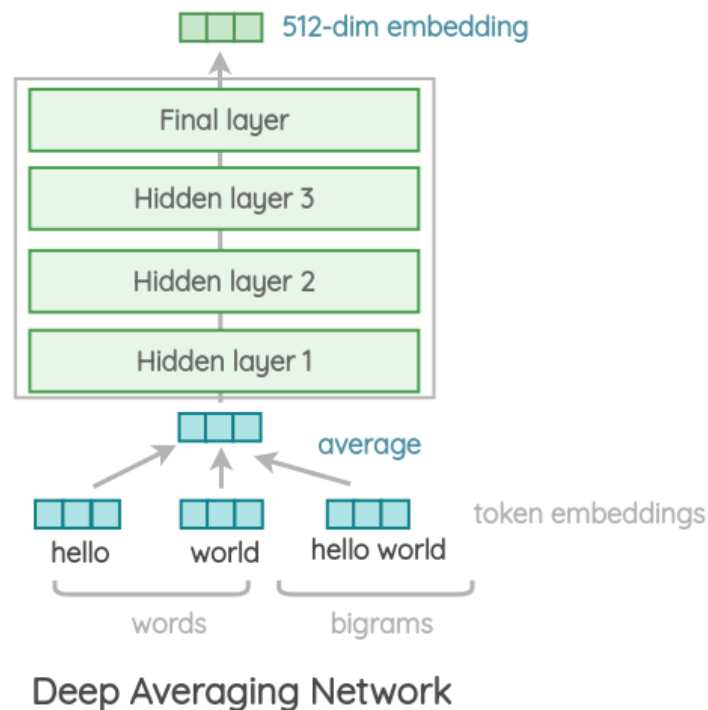 512-dim embedding
Final layer
Hidden layer 3
Hidden layer 2
Hidden layer 1
average
token embeddings
hello world hello world
words bigrams
Deep Averaging Network